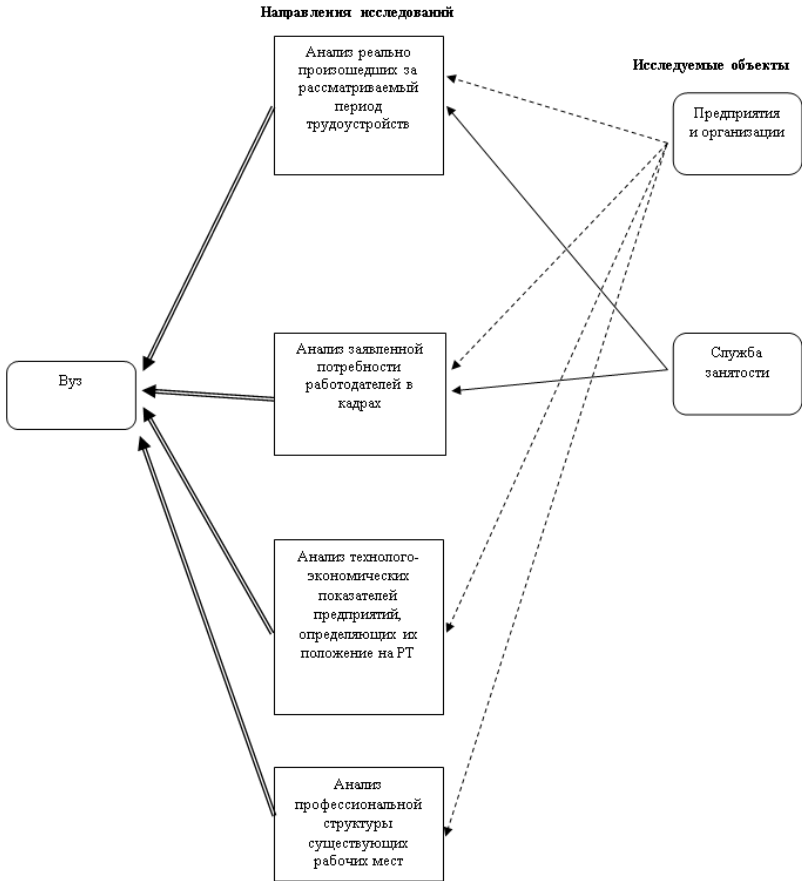 Направления исследований
Анализ реально
произошедших за
рассматриваемый
период
трудоустройств
Исследуемые объекты
Предприятия
и организации
Анализ заявленной
потребности
работодателей в
кадрах
Служба
занятости
Вуз
Анализ технолого-
экономических
показателей
предприятий,
определяющих их
положение на РТ
Анализ
профессиональной
структуры
существующих
рабочих мест